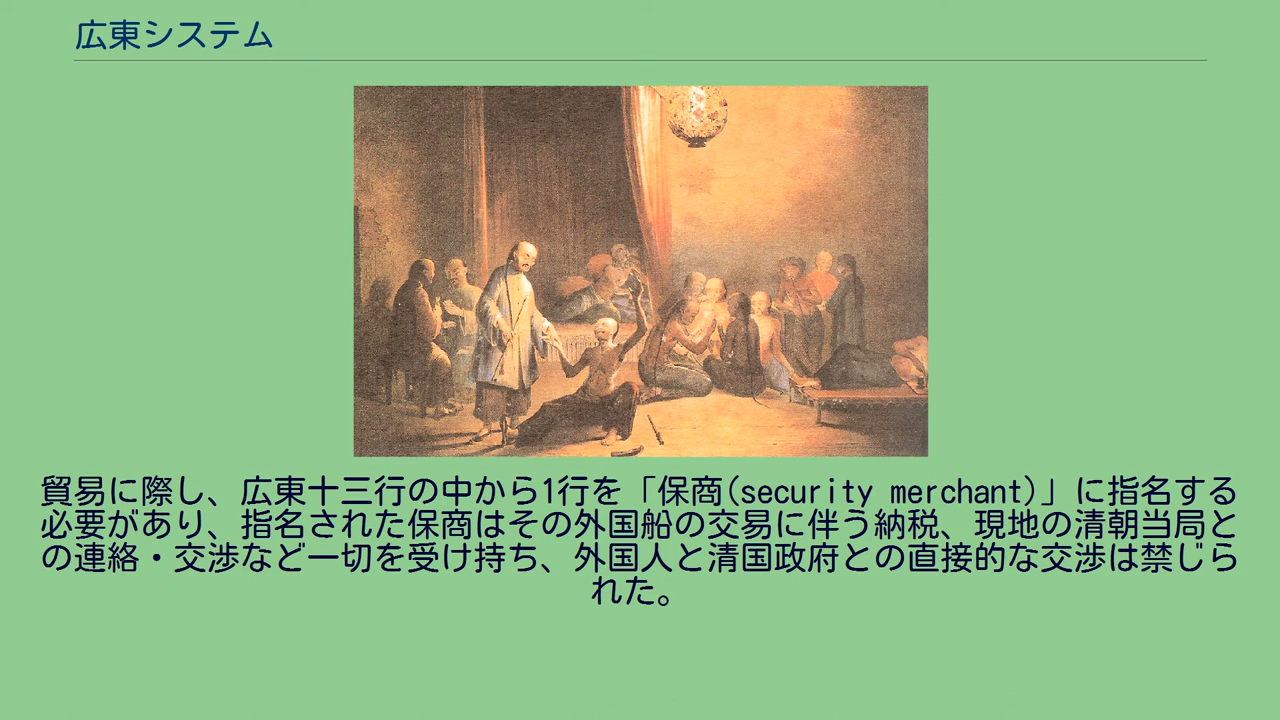 広東システム
貿易に際し、広東十三行の中から1行を「保商(security merchant)」に指名する
必要があり、指名された保商はその外国船の交易に伴う納税、現地の清朝当局と
の連絡・交渉など一切を受け持ち、外国人と清国政府との直接的な交渉は禁じら
れた。